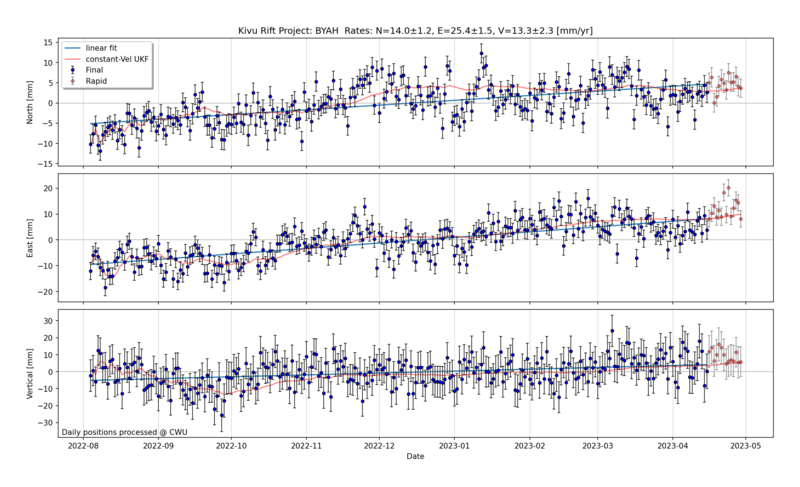 Kivu Rift Project: BYAH  Rates: N=14.0±1.2, E=25.4±1.5, V=13.3±2.3 [mm/yr]
linear fit
constant-Vel UKF
Final
Rapid
15
10
5
0
−5
−10
−15
North [mm]
20
10
0
−10
−20
East [mm]
30
20
10
0
−10
−20
−30
Vertical [mm]
Daily positions processed @ CWU
2022-08 2022-09 2022-10 2022-11 2022-12 2023-01 2023-02 2023-03 2023-04 2023-05
Date